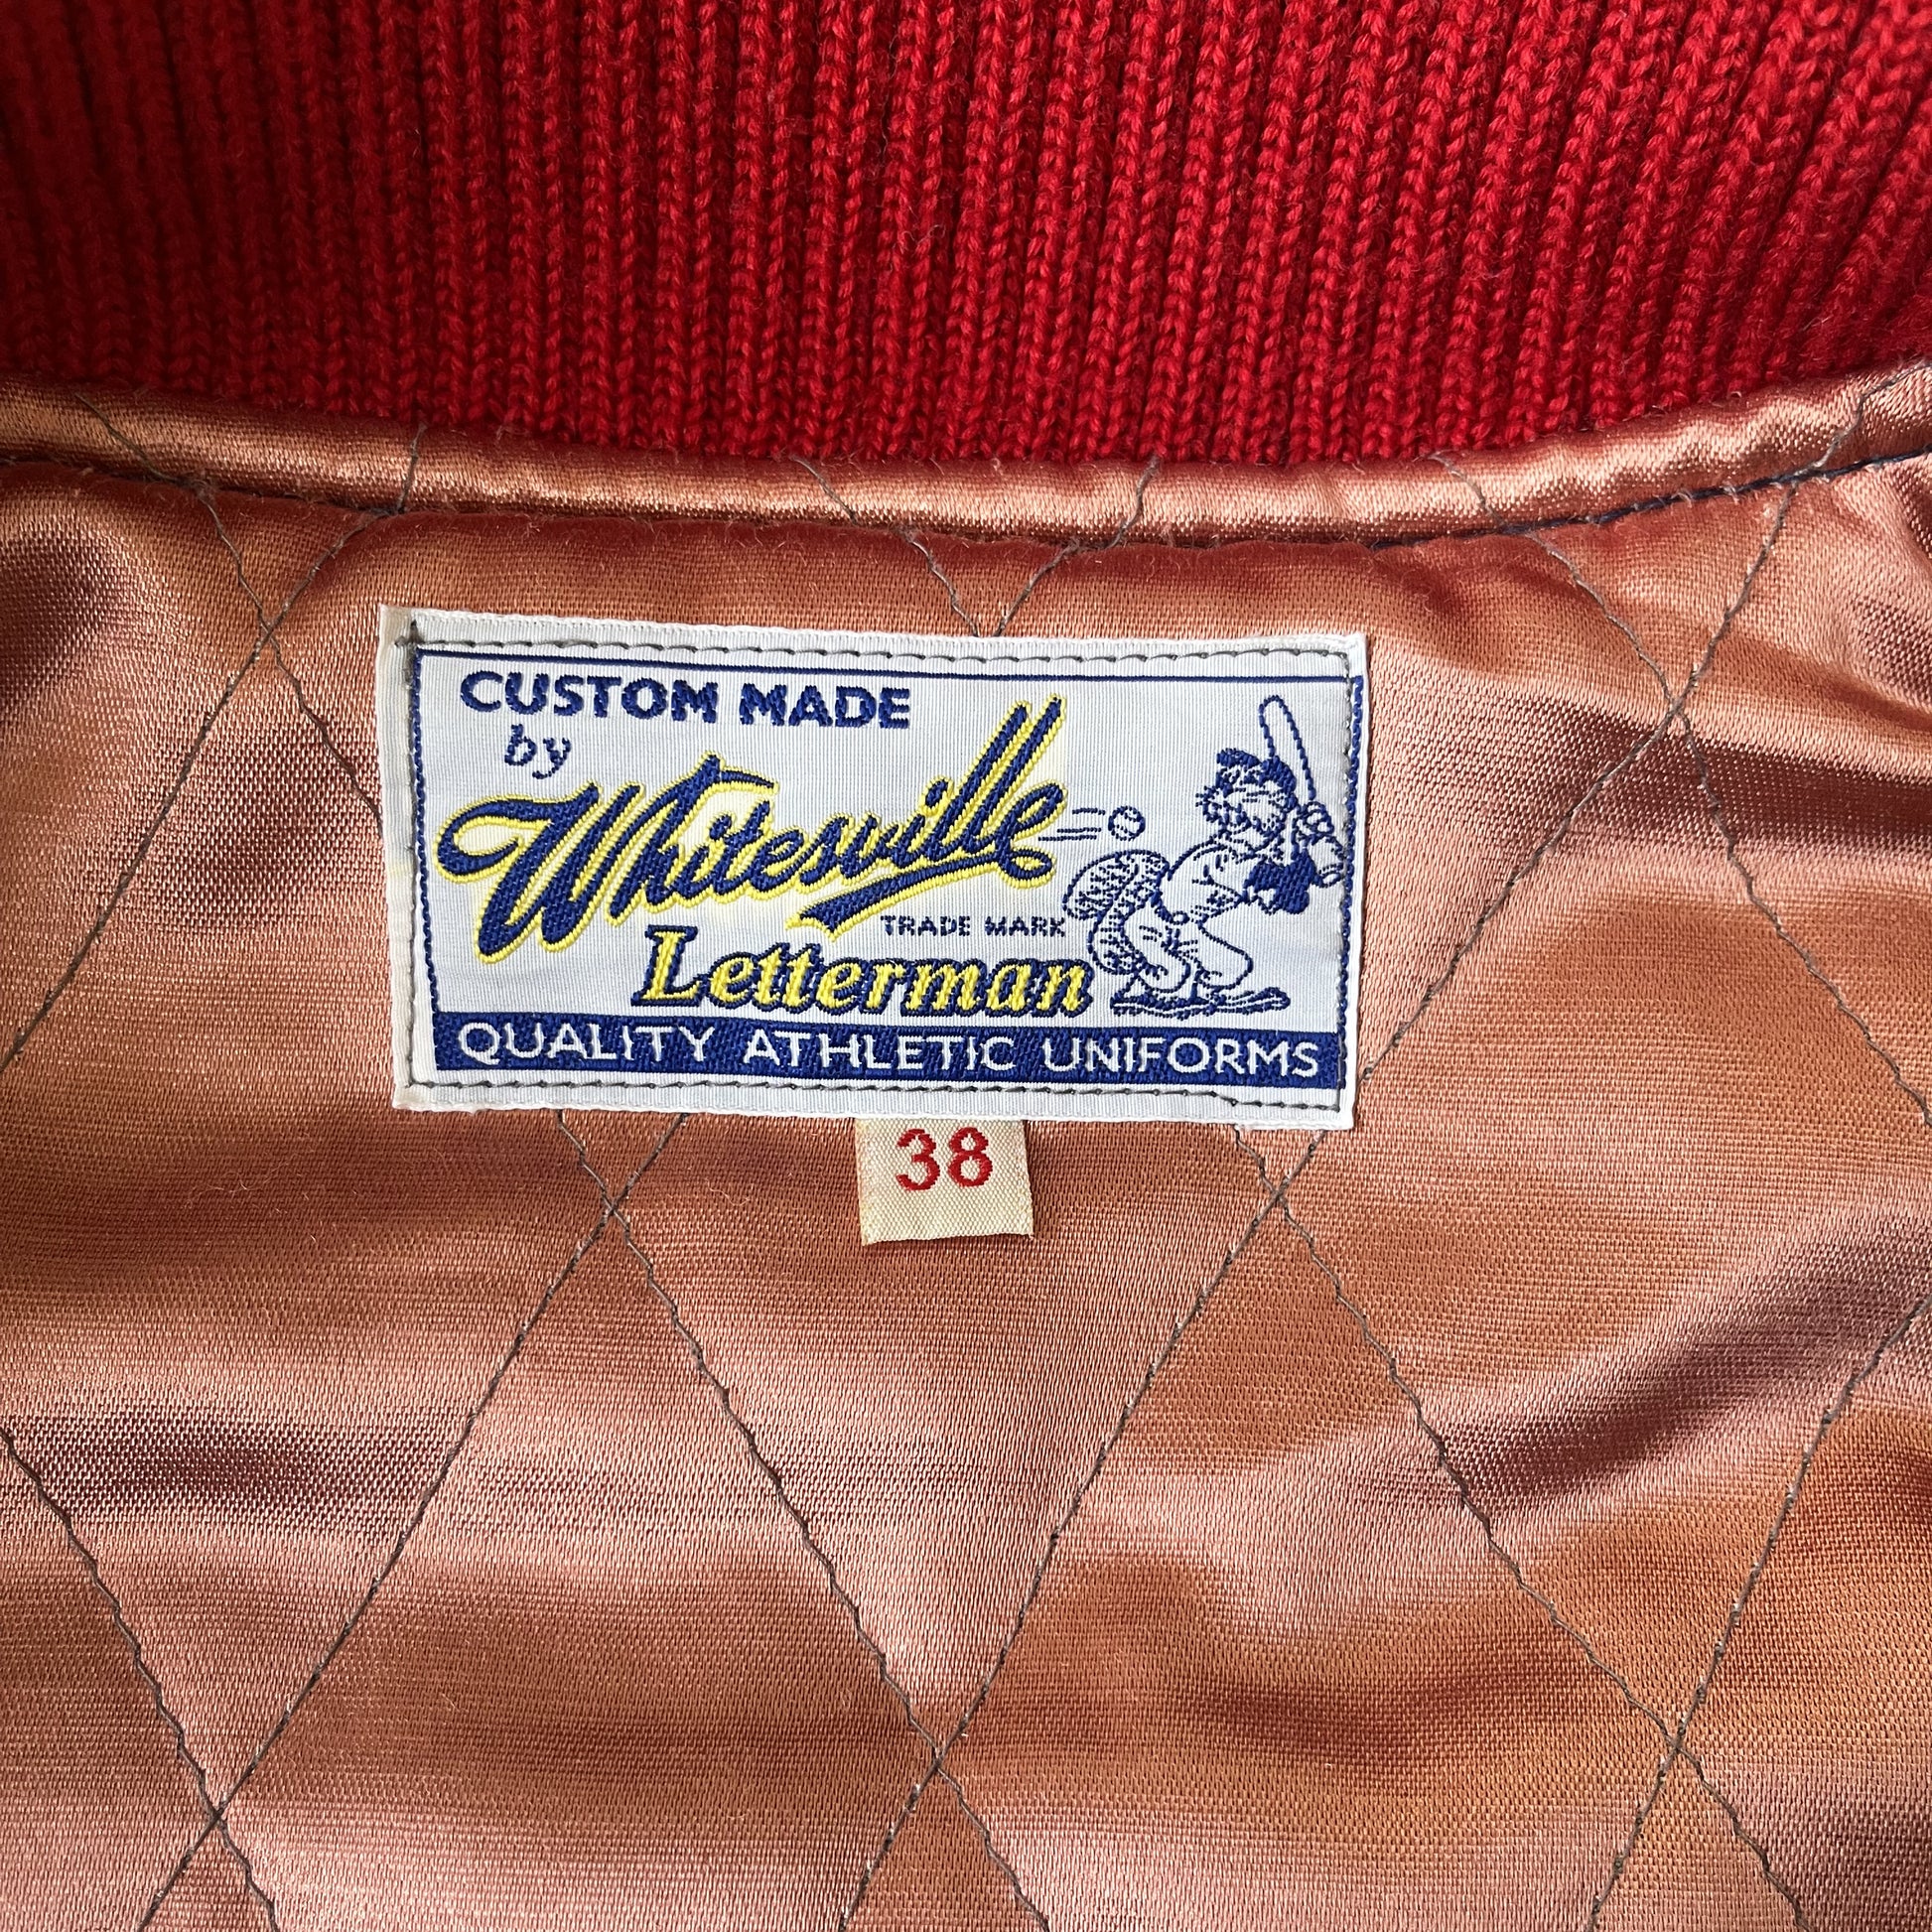 CUSTOM MADE
by
Whitesville
TRADE MARK
Letterman
QUALITY ATHLETIC UNIFORMS
38